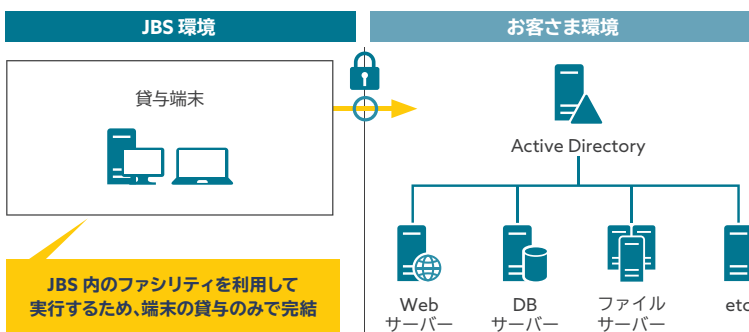 JBS 環境
お客さま環境
貸与端末
Active Directory
JBS 内のファシリティを利用して
実行するため、端末の貸与のみで完結
Web
サーバー
DB
サーバー
ファイル
サーバー
etc